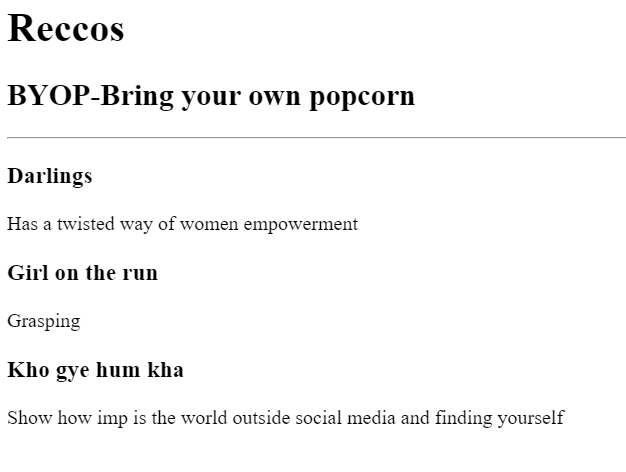 Reccos
BYOP-Bring your own popcorn
Darlings
Has a twisted way of women empowerment
Girl on the run
Grasping
Kho gye hum kha
Show how imp is the world outside social media and finding yourself